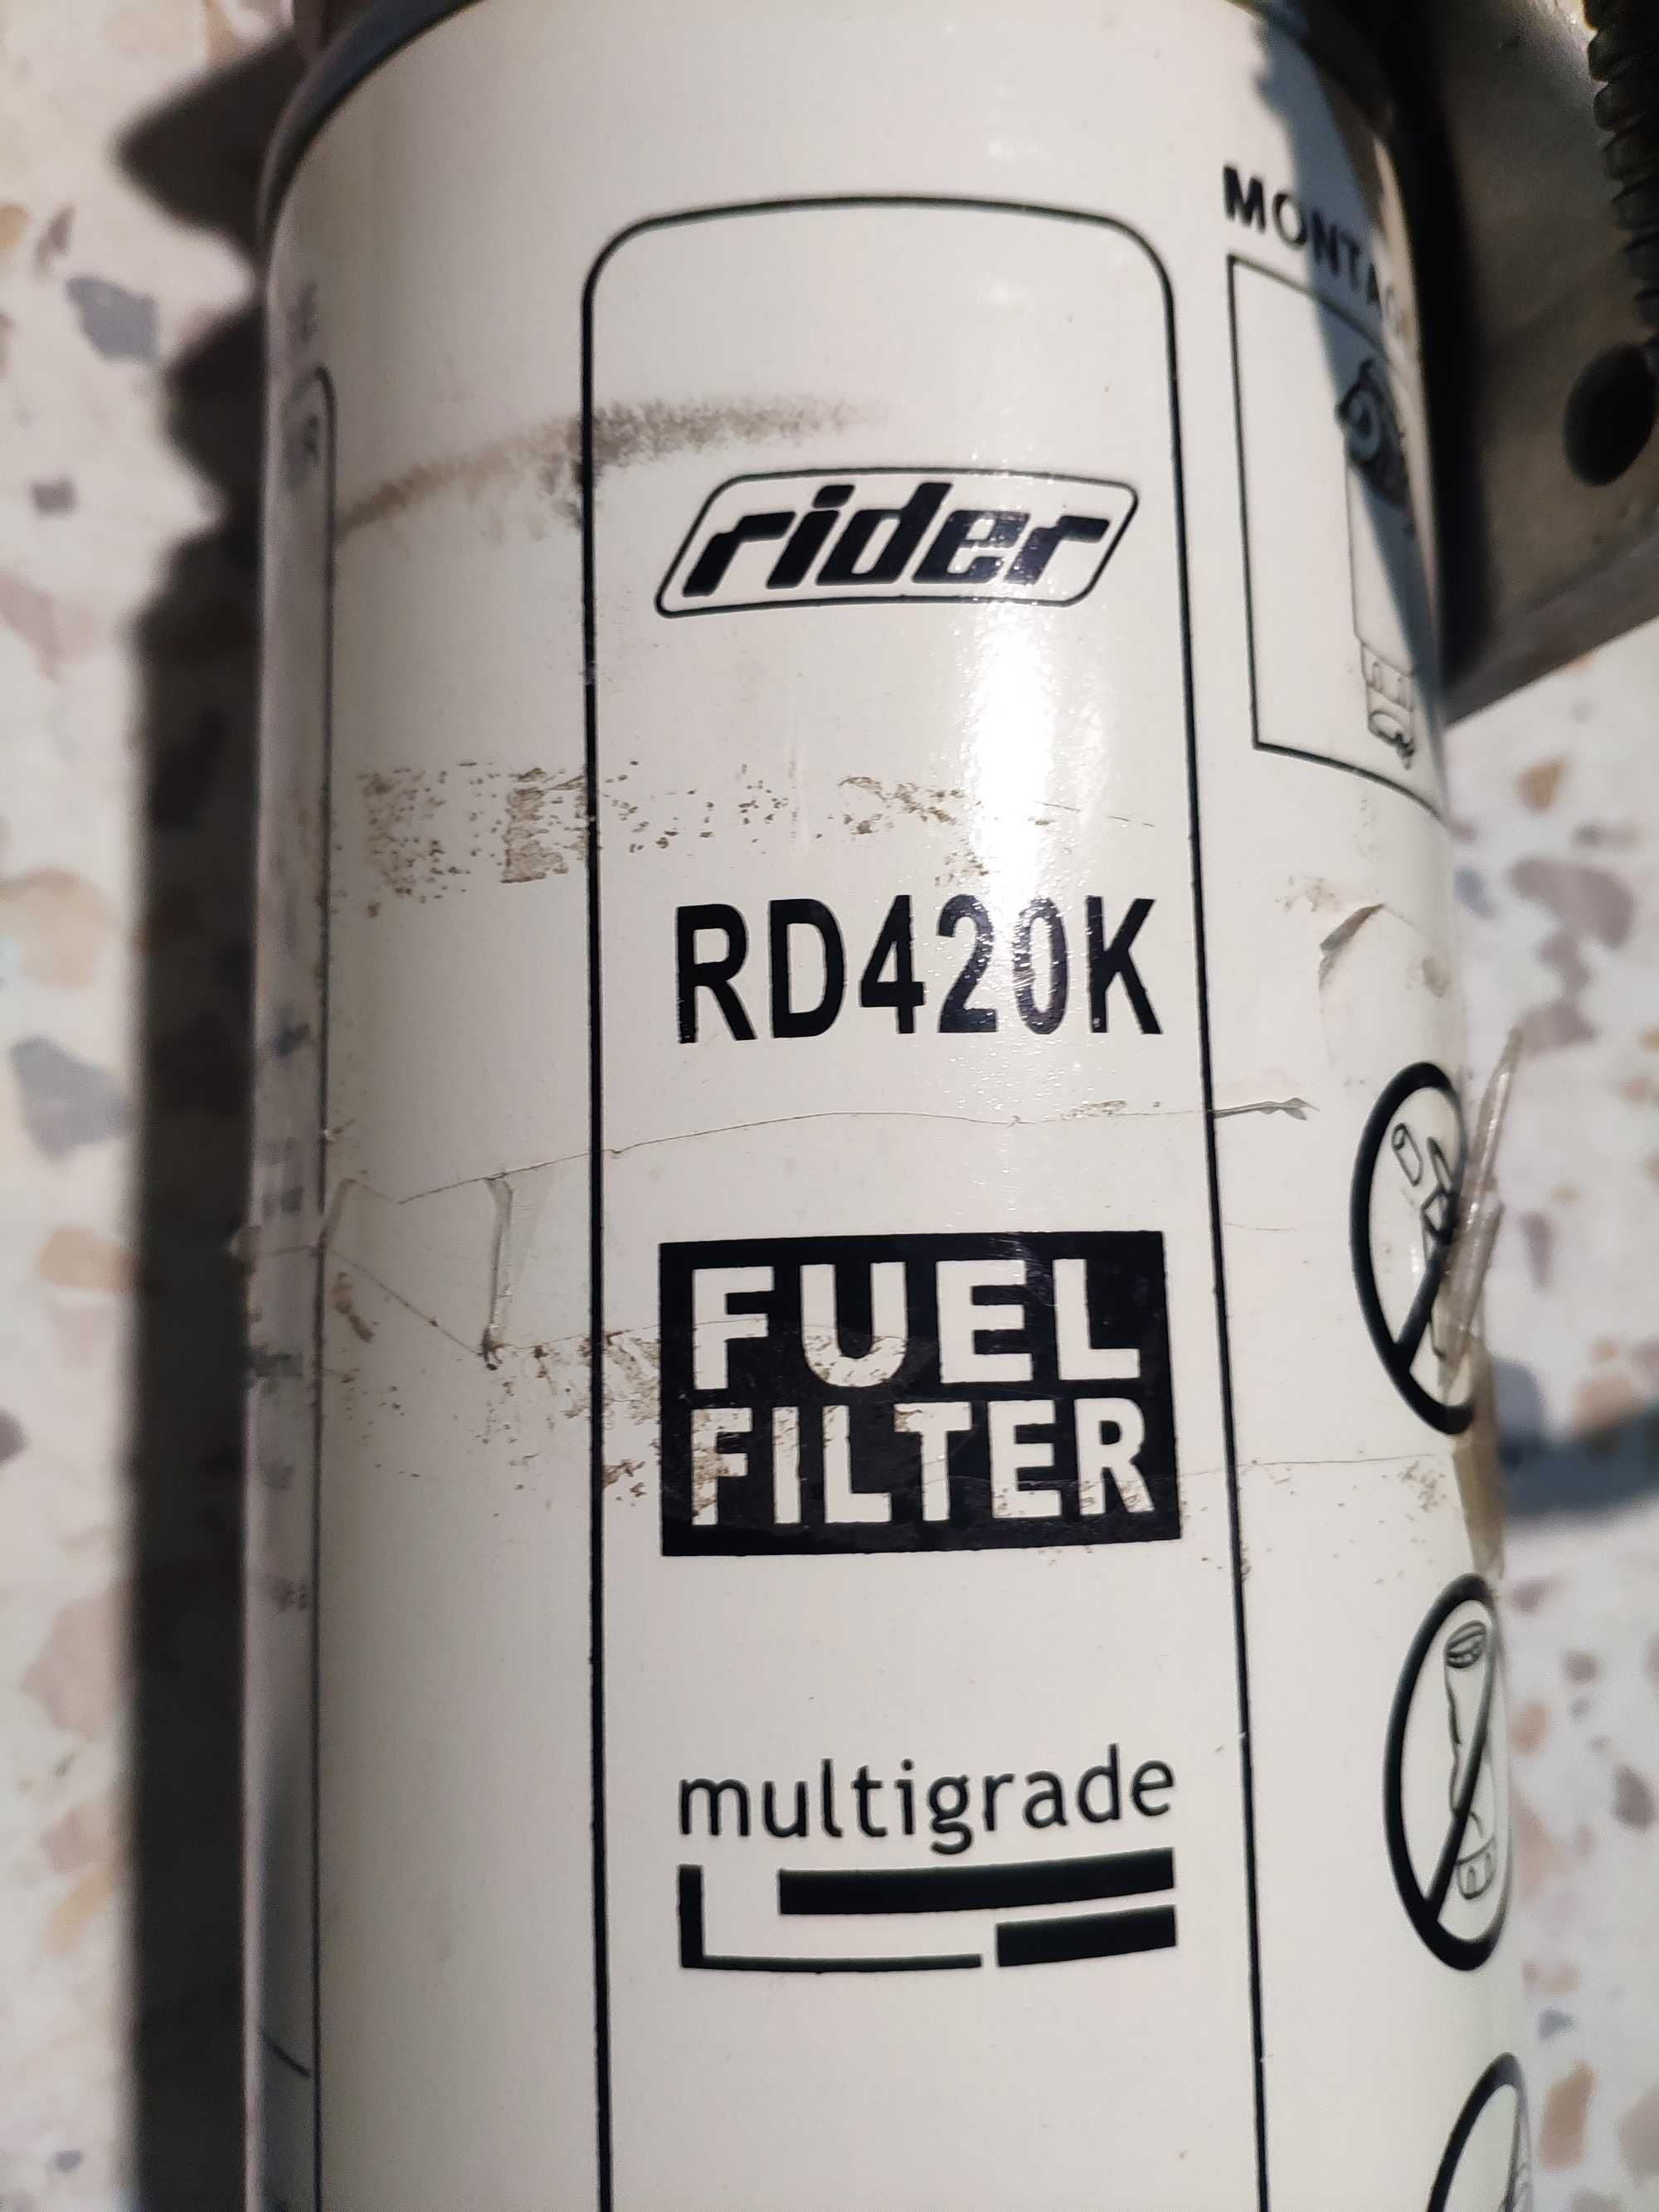 rider
RD420K
FUEL
FILTER
multigrade